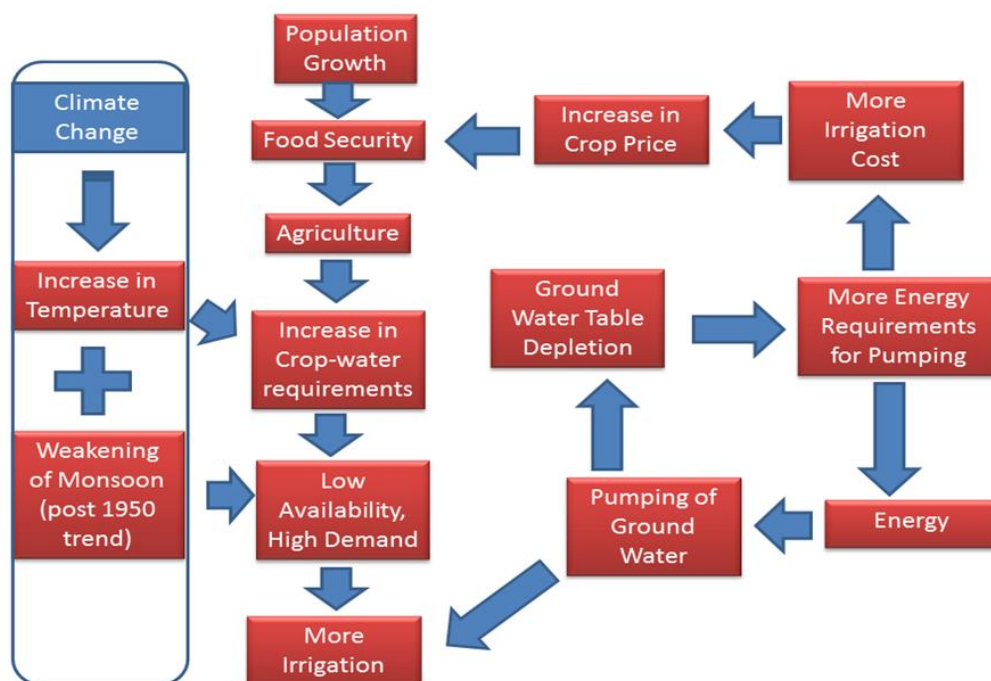 Climate
Change
Increase in
Temperature
Weakening
of Monsoon
(post 1950
trend)
Population
Growth
Food Security
Agriculture
Increase in
Crop-water
requirements
Low
Availability,
High Demand
More
Irrigation
Increase in
Crop Price
More
Irrigation
Cost
Ground
Water Table
Depletion
More Energy
Requirements
for Pumping
Pumping of
Ground
Water
Energy